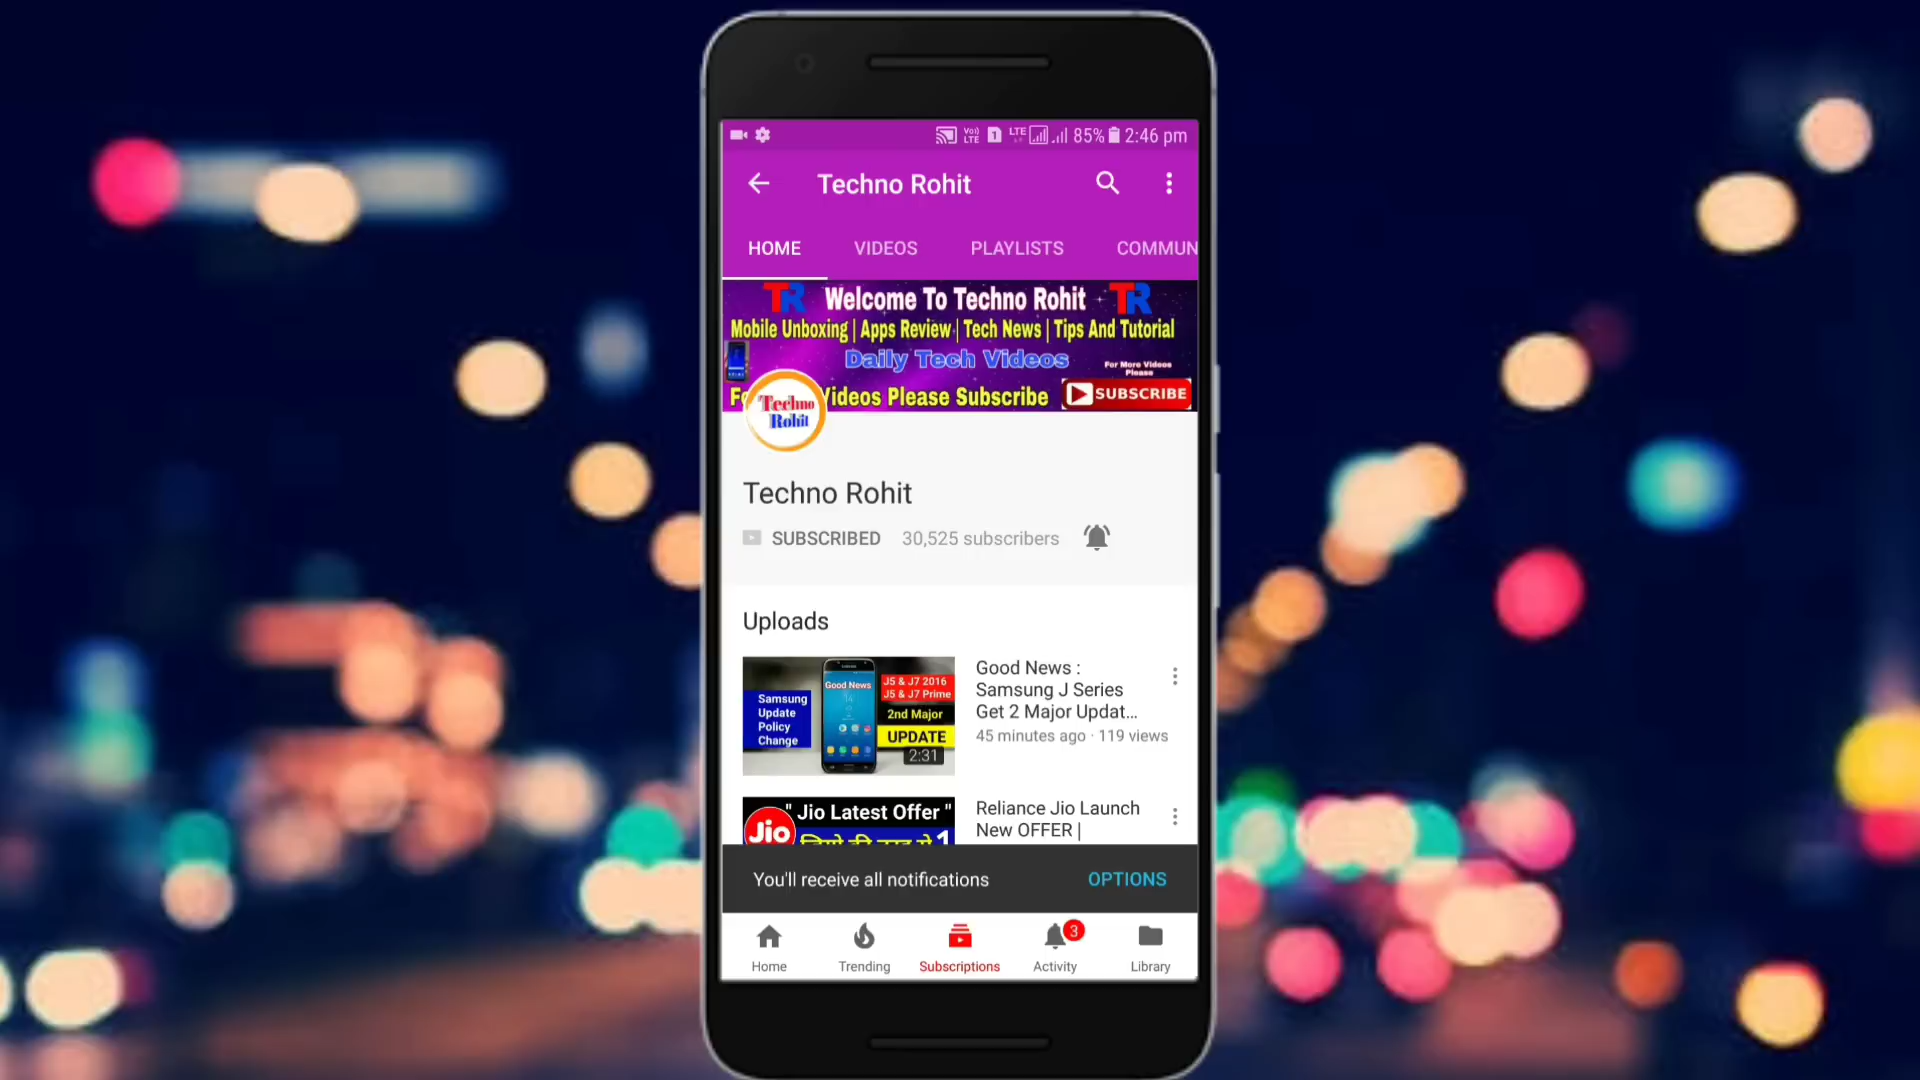 VoI) LTE 1 LTE 85% 2:46 pm
Techno Rohit
HOME VIDEOS PLAYLISTS COMMUN
TR Welcome To Techno Rohit TR
Mobile Unboxing | Apps Review | Tech News | Tips And Tutorial
Daily Tech Videos
For More Videos
Please
Videos Please Subscribe SUBSCRIBE
Techno
Rohit
Techno Rohit
SUBSCRIBED 30,525 subscribers
Uploads
Samsung
Update
Policy
Change
Good News
J5 & J7 2016
J5 & J7 Prime
2nd Major
UPDATE
2:31
Good News :
Samsung J Series
Get 2 Major Updat...
45 minutes ago · 119 views
" Jio Latest Offer "
Jio
Reliance Jio Launch
New OFFER |
You'll receive all notifications OPTIONS
3
Home Trending Subscriptions Activity Library